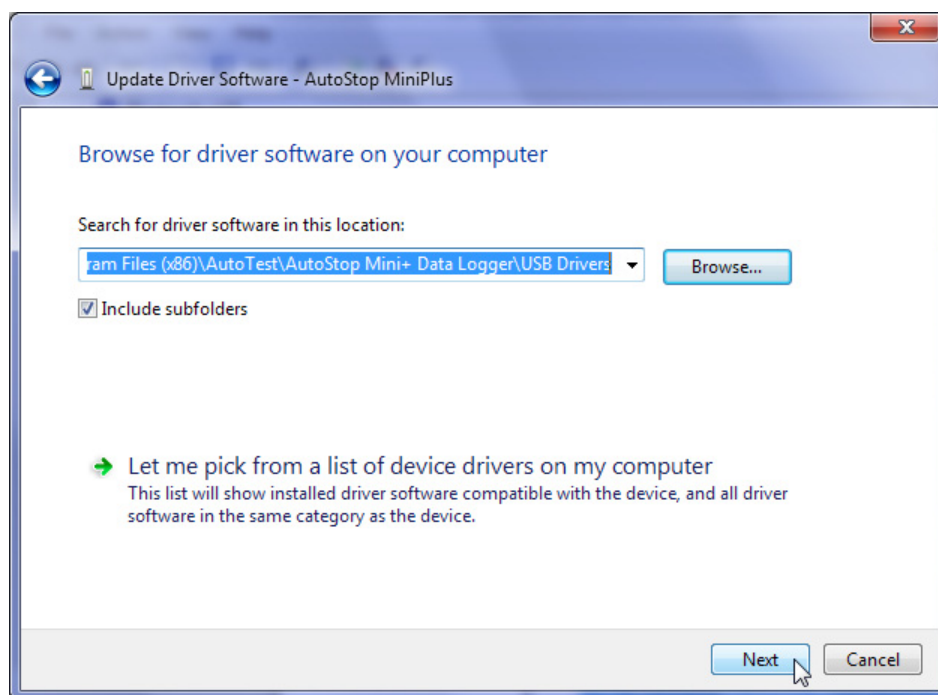 Update Driver Software - AutoStop MiniPlus
Browse for driver software on your computer
Search for driver software in this location:
ram Files (x86)\AutoTest\AutoStop Mini+ Data Logger\USB Drivers
Browse...
Include subfolders
Let me pick from a list of device drivers on my computer
This list will show installed driver software compatible with the device, and all driver
software in the same category as the device.
Next
Cancel